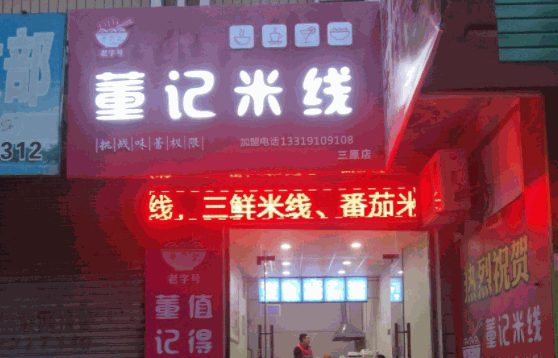 老字号
董记米线
挑战味蕾极限
加盟电话13319109108
三原店
部
312
线，三鲜米线、番茄米
老字号
董值
记得
热烈祝贺
董记米线